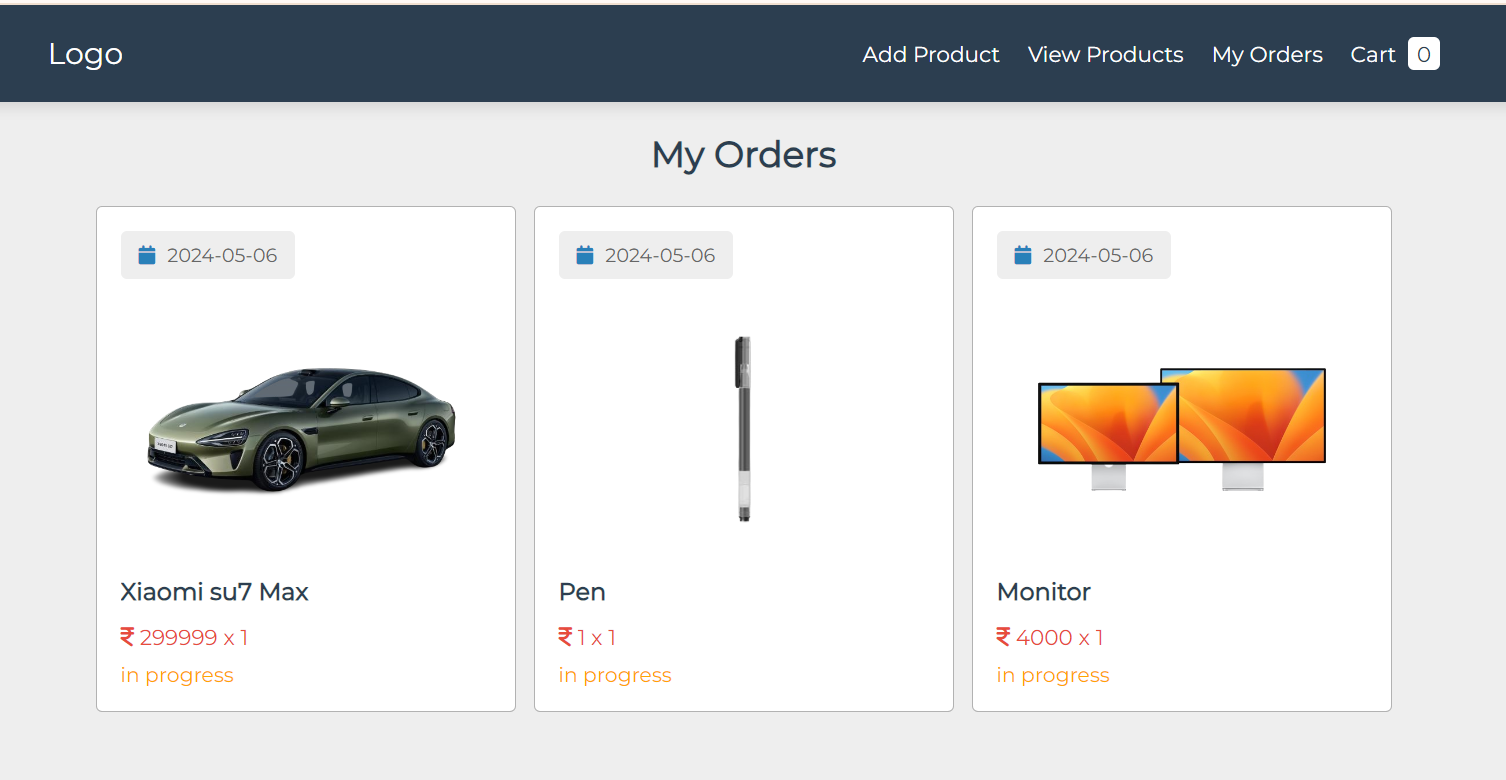 Logo
Add Product View Products My Orders Cart 0
My Orders
2024-05-06
Xiaomi su7 Max
₹ 299999 x 1
in progress
2024-05-06
Pen
₹ 1 x 1
in progress
2024-05-06
Monitor
₹ 4000 x 1
in progress